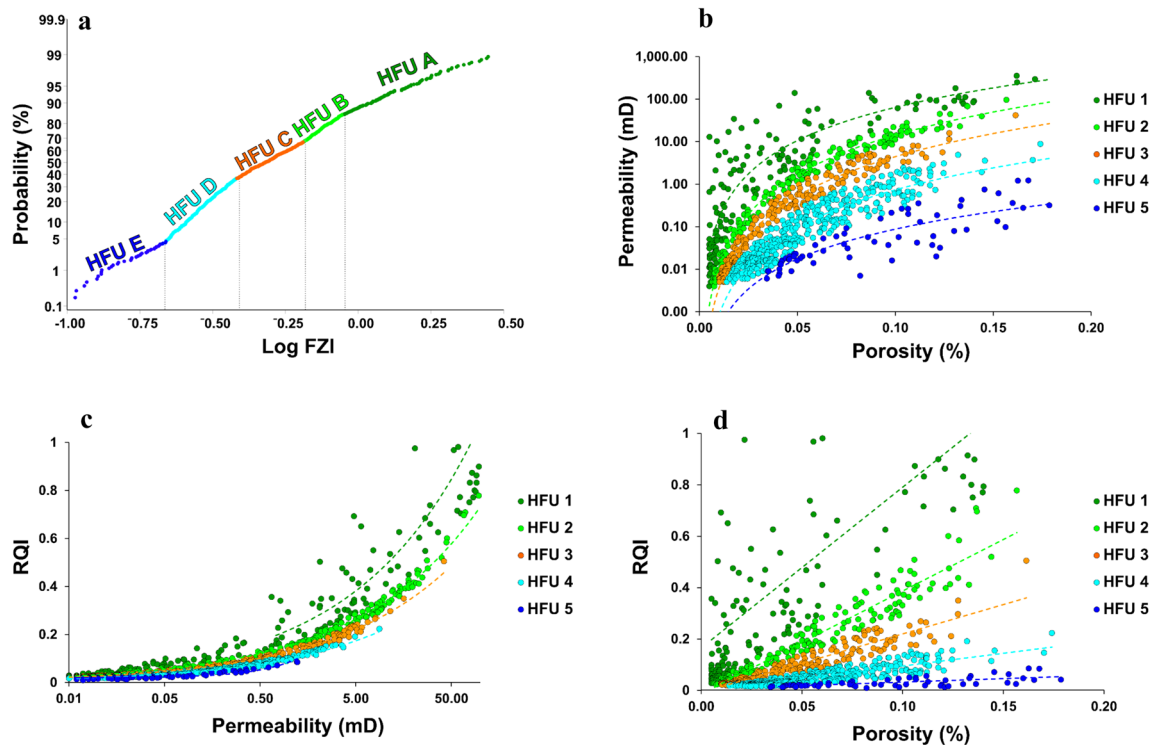 a
Probability (%)
99.9
99
95
90
80
70
60
50
40
30
20
10
5
1
0.1
HFU E
HFU D
HFU C
HFU B
HFU A
-1.00
-0.75
-0.50
-0.25
0.00
0.25
0.50
Log FZI
b
Permeability (mD)
1,000.00
100.00
10.00
1.00
0.10
0.01
0.00
0.00
0.05
0.10
0.15
0.20
Porosity (%)
HFU 1
HFU 2
HFU 3
HFU 4
HFU 5
c
RQI
1
0.8
0.6
0.4
0.2
0
0.01
0.05
0.50
5.00
50.00
Permeability (mD)
HFU 1
HFU 2
HFU 3
HFU 4
HFU 5
d
RQI
1
0.8
0.6
0.4
0.2
0
0.00
0.05
0.10
0.15
0.20
Porosity (%)
HFU 1
HFU 2
HFU 3
HFU 4
HFU 5